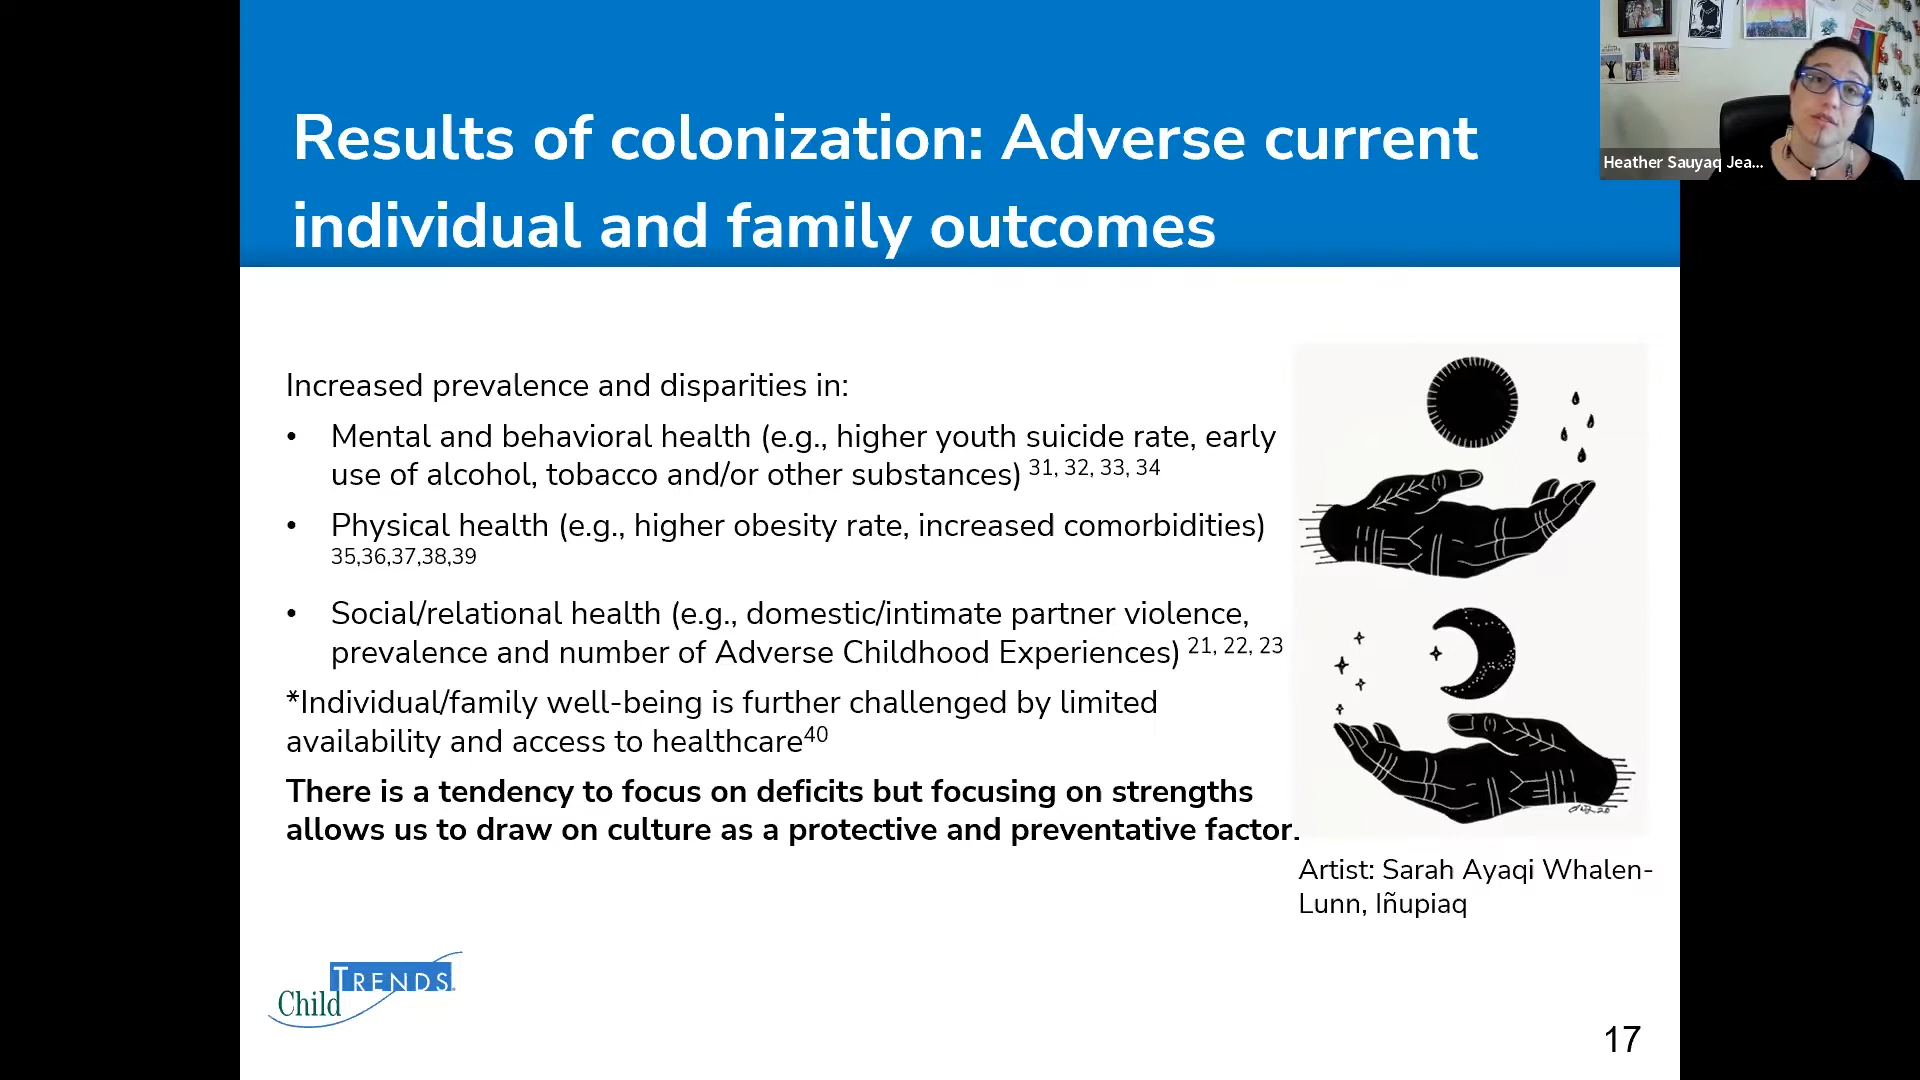 Results of colonization: Adverse current
individual and family outcomes
Heather Sauyaq Jea...
Increased prevalence and disparities in:
• Mental and behavioral health (e.g., higher youth suicide rate, early
use of alcohol, tobacco and/or other substances) 31, 32, 33, 34
• Physical health (e.g., higher obesity rate, increased comorbidities)
35,36,37,38,39
• Social/relational health (e.g., domestic/intimate partner violence,
prevalence and number of Adverse Childhood Experiences) 21, 22, 23
*Individual/family well-being is further challenged by limited
availability and access to healthcare40
There is a tendency to focus on deficits but focusing on strengths
allows us to draw on culture as a protective and preventative factor.
Artist: Sarah Ayaqi Whalen-
Lunn, Iñupiaq
Child TRENDS
17